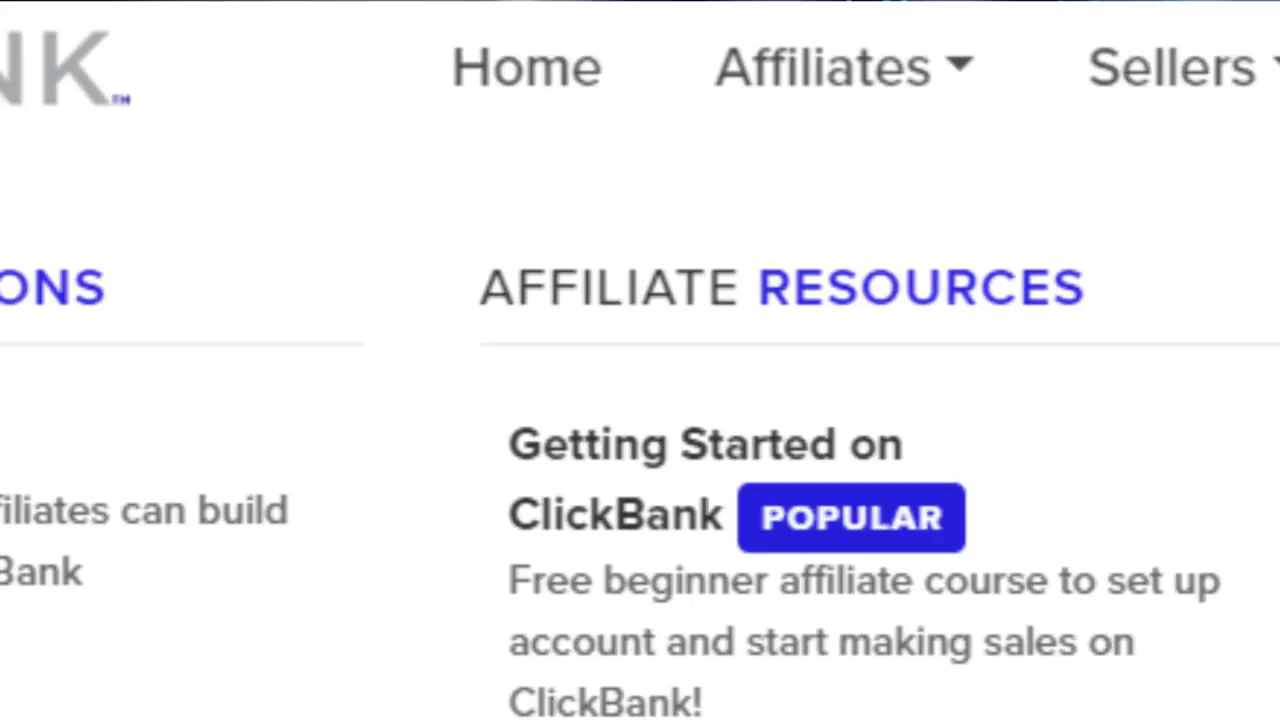 NK™
Home Affiliates Sellers
ONS
AFFILIATE RESOURCES
Getting Started on
ClickBank POPULAR
filiates can build
Bank
Free beginner affiliate course to set up
account and start making sales on
ClickBank!